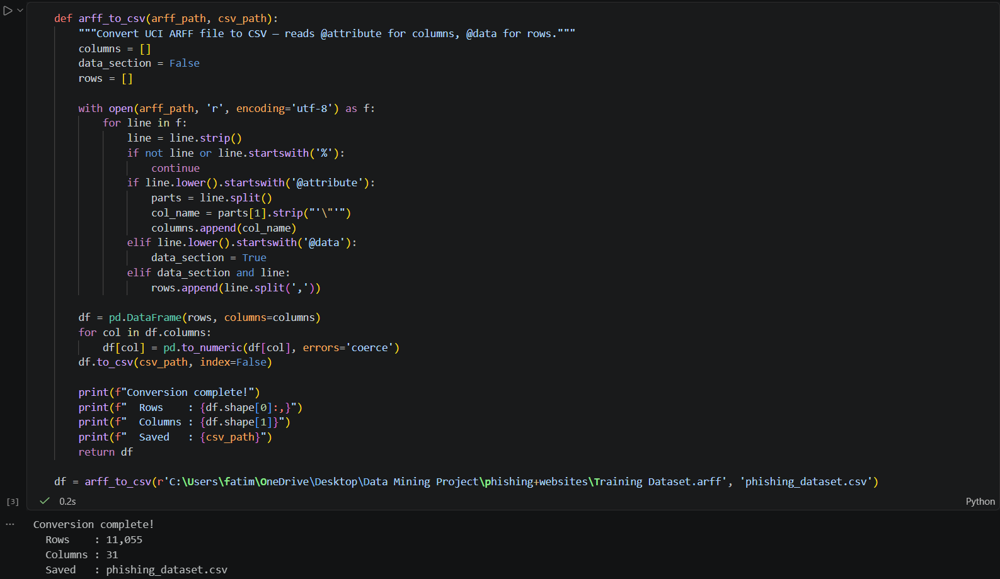 def arff_to_csv(arff_path, csv_path):
    """Convert UCI ARFF file to CSV — reads @attribute for columns, @data for rows."""
    columns = []
    data_section = False
    rows = []

    with open(arff_path, 'r', encoding='utf-8') as f:
        for line in f:
            line = line.strip()
            if not line or line.startswith('%'):
                continue
            if line.lower().startswith('@attribute'):
                parts = line.split()
                col_name = parts[1].strip("'\"'")
                columns.append(col_name)
            elif line.lower().startswith('@data'):
                data_section = True
            elif data_section and line:
                rows.append(line.split(','))

    df = pd.DataFrame(rows, columns=columns)
    for col in df.columns:
        df[col] = pd.to_numeric(df[col], errors='coerce')
    df.to_csv(csv_path, index=False)

    print(f"Conversion complete!")
    print(f"  Rows    : {df.shape[0]:,}")
    print(f"  Columns : {df.shape[1]}")
    print(f"  Saved   : {csv_path}")
    return df

df = arff_to_csv(r'C:\Users\fatim\OneDrive\Desktop\Data Mining Project\phishing+websites\Training Dataset.arff', 'phishing_dataset.csv')
[3] 0.2s Python
Conversion complete!
  Rows    : 11,055
  Columns : 31
  Saved   : phishing_dataset.csv